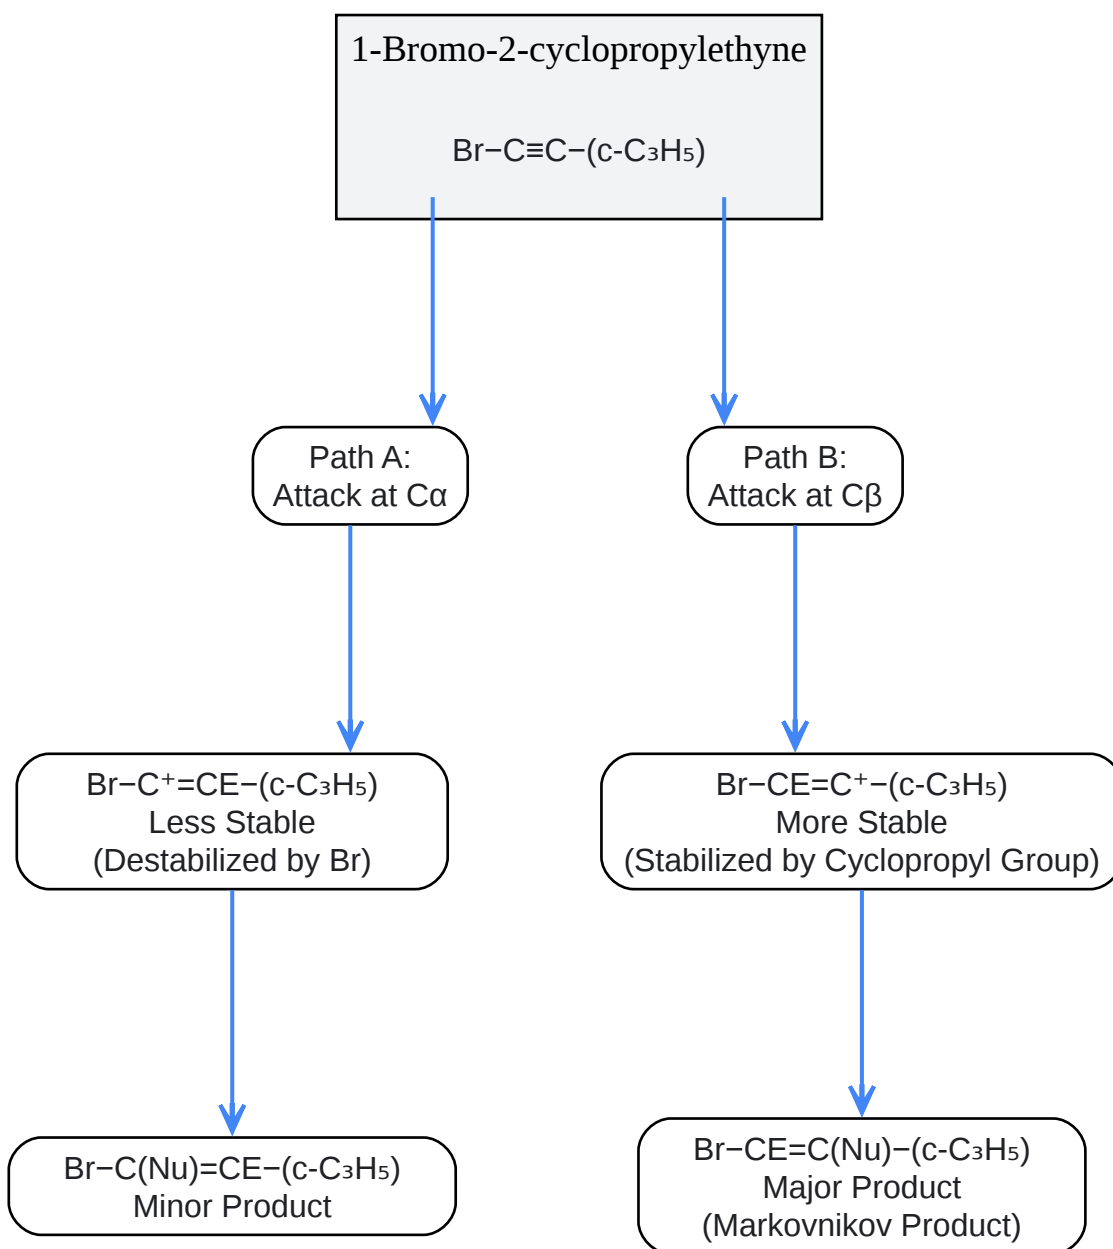 1-Bromo-2-cyclopropylethyne
Br−C≡C−(c-C₃H₅)
Path A:
Attack at Cα
Path B:
Attack at Cβ
Br−C⁺=CE−(c-C₃H₅)
Less Stable
(Destabilized by Br)
Br−CE=C⁺−(c-C₃H₅)
More Stable
(Stabilized by Cyclopropyl Group)
Br−C(Nu)=CE−(c-C₃H₅)
Minor Product
Br−CE=C(Nu)−(c-C₃H₅)
Major Product
(Markovnikov Product)